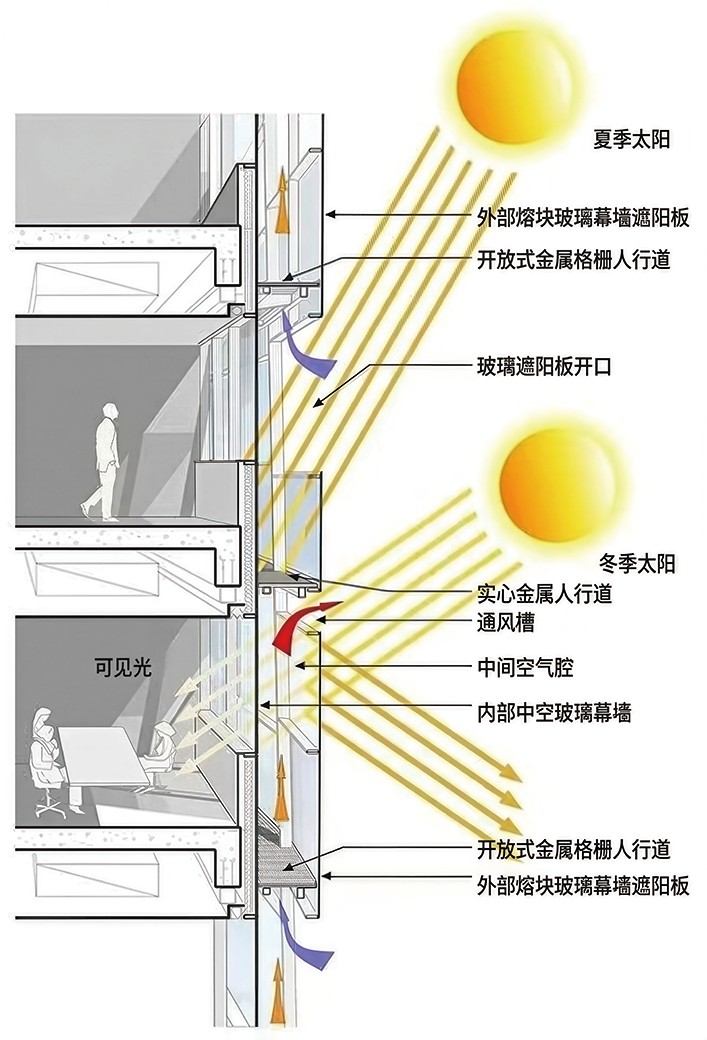 夏季太阳
外部熔块玻璃幕墙遮阳板
开放式金属格栅人行道
玻璃遮阳板开口
冬季太阳
实心金属人行道
通风槽
可见光
中间空气腔
内部中空玻璃幕墙
开放式金属格栅人行道
外部熔块玻璃幕墙遮阳板